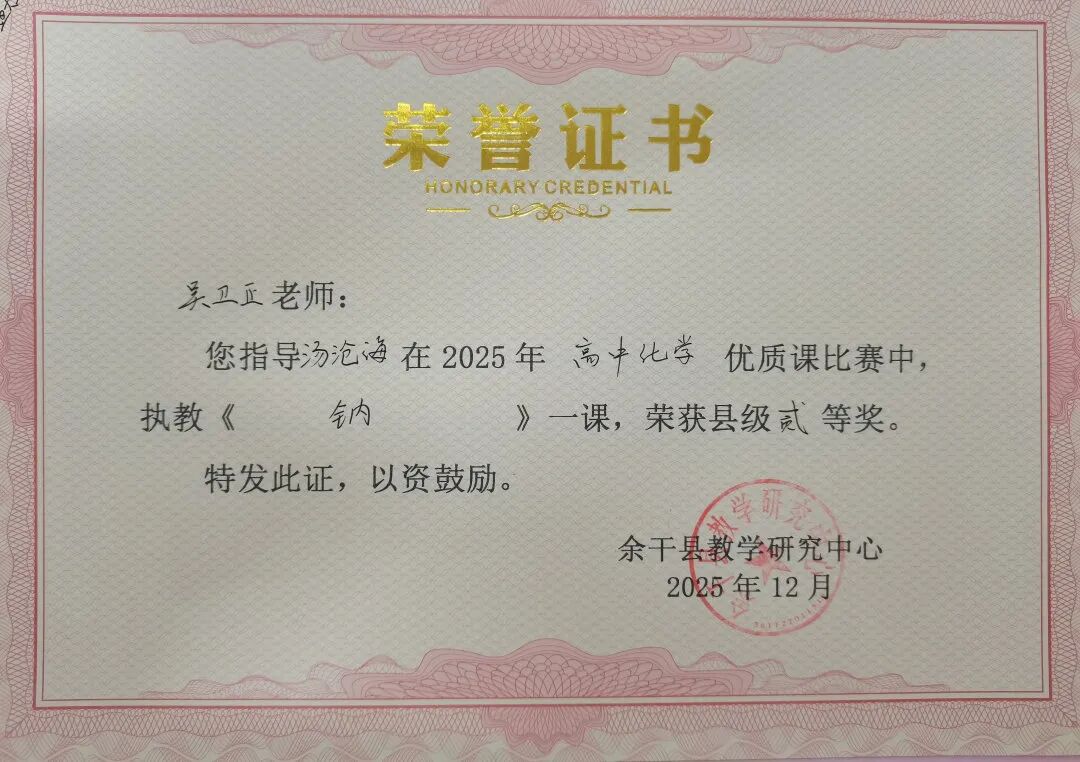 荣誉证书
HONORARY CREDENTIAL
吴卫正老师：
您指导汤沧海在2025年 高中化学 优质课比赛中，
执教《 钠 》一课，荣获县级贰等奖。
特发此证，以资鼓励。
余干县教学研究中心
2025年12月